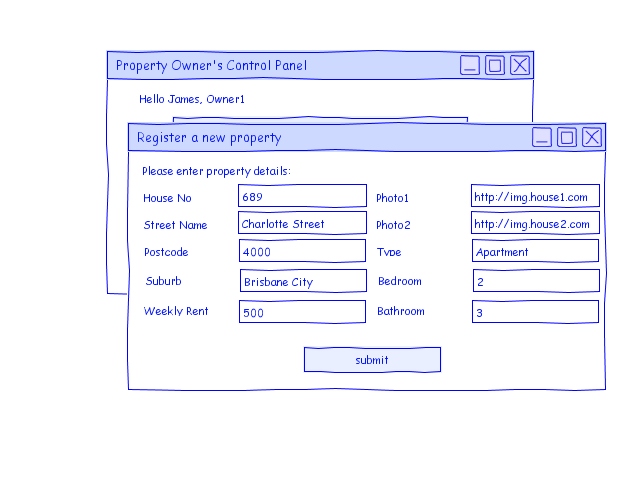 Property Owner's Control Panel
Hello James, Owner1
Register a new property
Please enter property details:
House No 689 Photo1 http://img.house1.com
Street Name Charlotte Street Photo2 http://img.house2.com
Postcode 4000 Type Apartment
Suburb Brisbane City Bedroom 2
Weekly Rent 500 Bathroom 3
submit